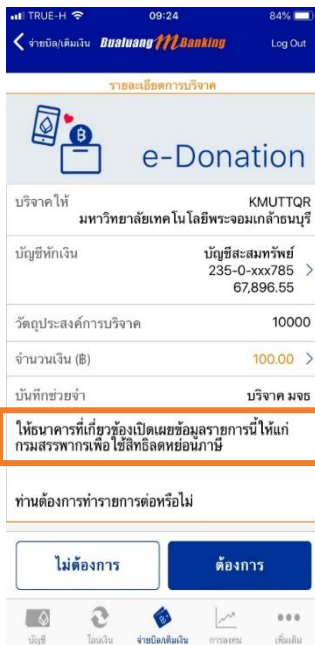 TRUE-H 09:24 84%
จ่ายบิล/เติมเงิน Bualuang mBanking Log Out
รายละเอียดการบริจาค
e-Donation
บริจาคให้ KMUTTQR
มหาวิทยาลัยเทคโนโลยีพระจอมเกล้าธนบุรี
บัญชีหักเงิน บัญชีสะสมทรัพย์
235-0-xxx785
67,896.55
วัตถุประสงค์การบริจาค 10000
จำนวนเงิน (฿) 100.00
บันทึกช่วยจำ บริจาค มจธ
ให้ธนาคารที่เกี่ยวข้องเปิดเผยข้อมูลรายการนี้ให้แก่
กรมสรรพากรเพื่อใช้สิทธิลดหย่อนภาษี
ท่านต้องการทำรายการต่อหรือไม่
ไม่ต้องการ ต้องการ
บัญชี โอนเงิน จ่ายบิล/เติมเงิน การลงทุน เพิ่มเติม